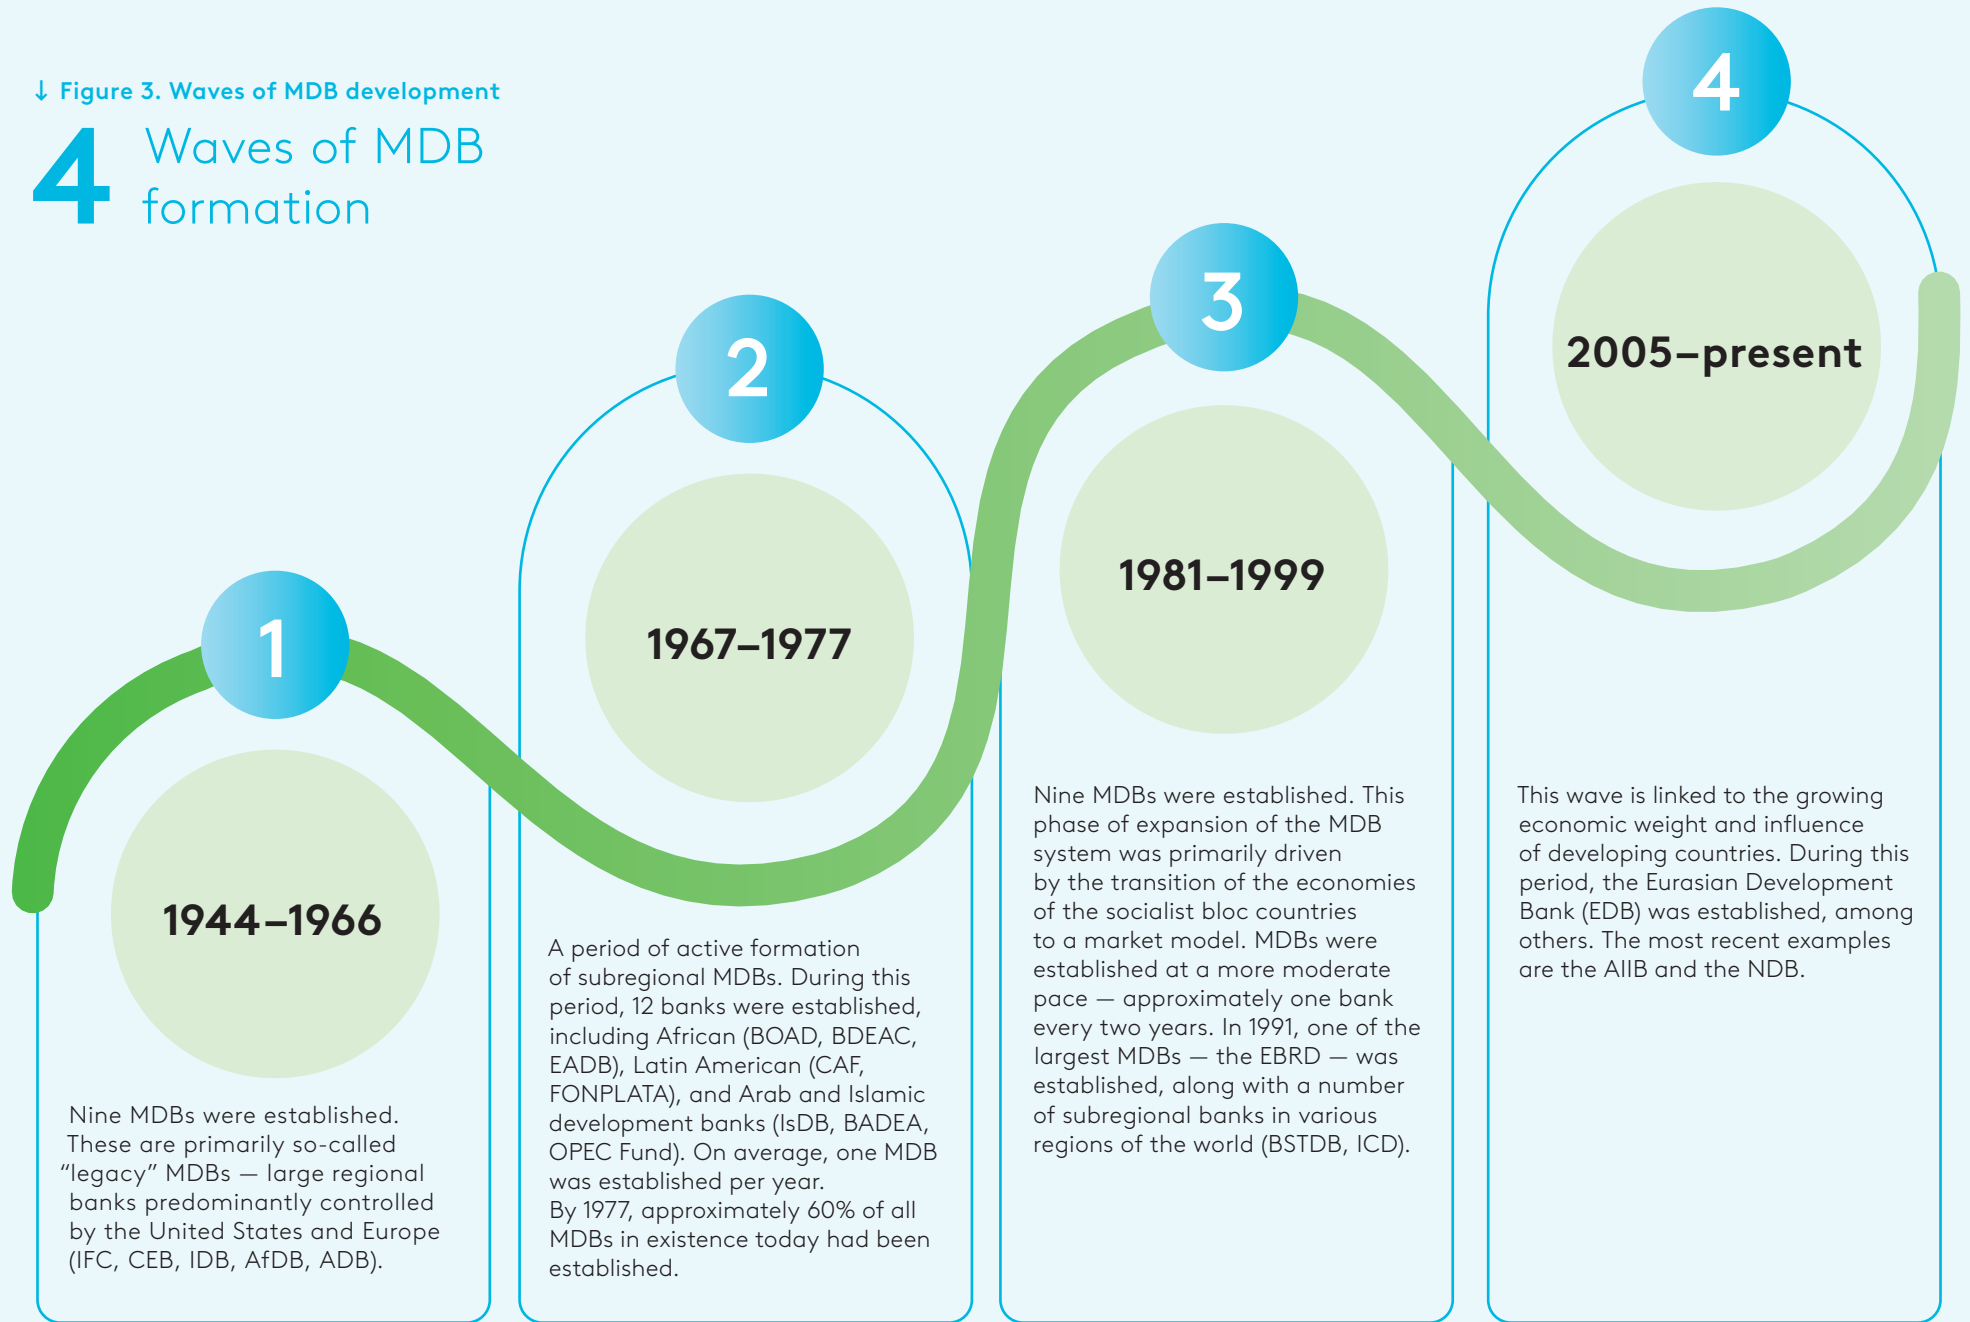 ↓ Figure 3. Waves of MDB development
4 Waves of MDB
formation
1
1944–1966
Nine MDBs were established.
These are primarily so-called
“legacy” MDBs — large regional
banks predominantly controlled
by the United States and Europe
(IFC, CEB, IDB, AfDB, ADB).
2
1967–1977
A period of active formation
of subregional MDBs. During this
period, 12 banks were established,
including African (BOAD, BDEAC,
EADB), Latin American (CAF,
FONPLATA), and Arab and Islamic
development banks (IsDB, BADEA,
OPEC Fund). On average, one MDB
was established per year.
By 1977, approximately 60% of all
MDBs in existence today had been
established.
3
1981–1999
Nine MDBs were established. This
phase of expansion of the MDB
system was primarily driven
by the transition of the economies
of the socialist bloc countries
to a market model. MDBs were
established at a more moderate
pace — approximately one bank
every two years. In 1991, one of the
largest MDBs — the EBRD — was
established, along with a number
of subregional banks in various
regions of the world (BSTDB, ICD).
4
2005–present
This wave is linked to the growing
economic weight and influence
of developing countries. During this
period, the Eurasian Development
Bank (EDB) was established, among
others. The most recent examples
are the AIIB and the NDB.